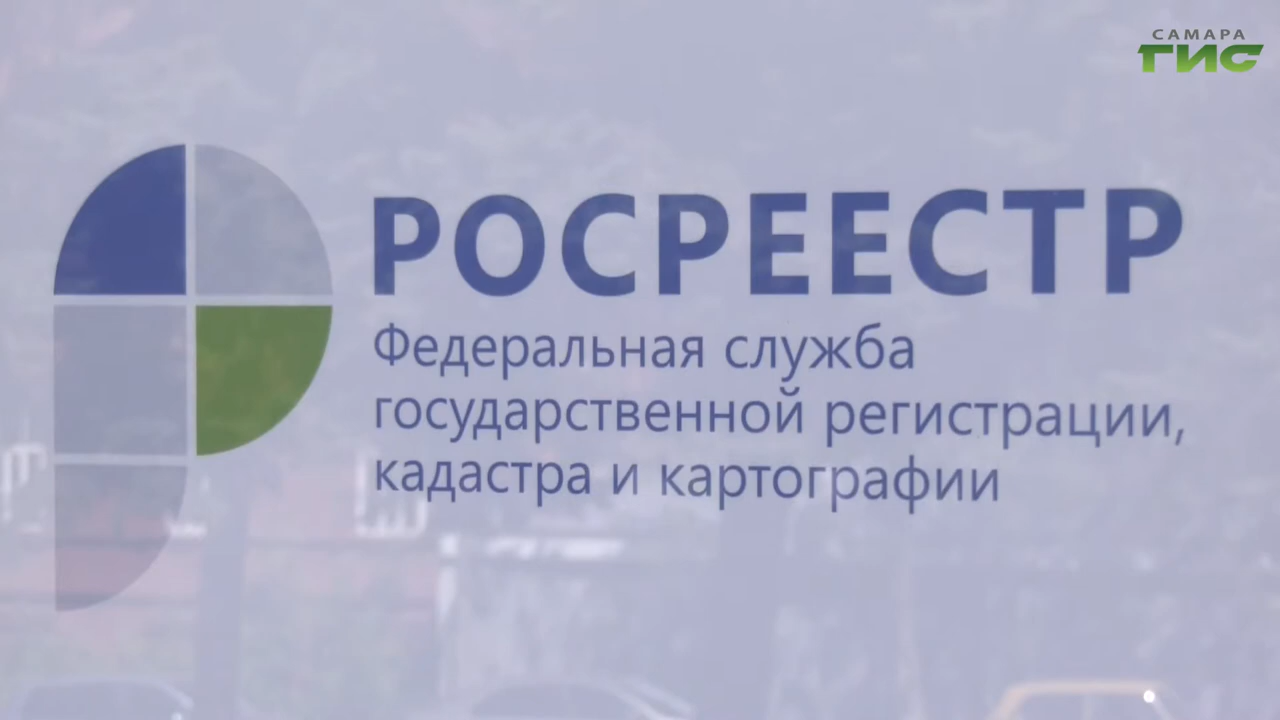 САМАРА
ГИС
РОСРЕЕСТР
Федеральная служба
государственной регистрации,
кадастра и картографии